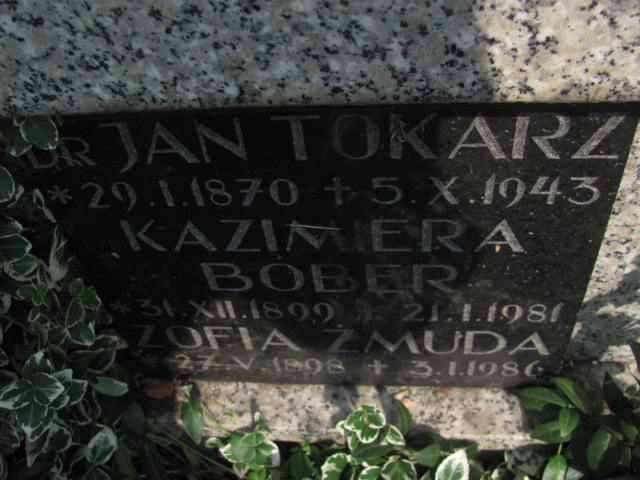 DR JAN TOKARZ
* 29.I.1870 + 5.X.1943
KAZIMIERA
BOBER
* 31.XII.1899 + 21.I.1981
ZOFIA ŻMUDA
* 27.V.1898 + 3.I.1986